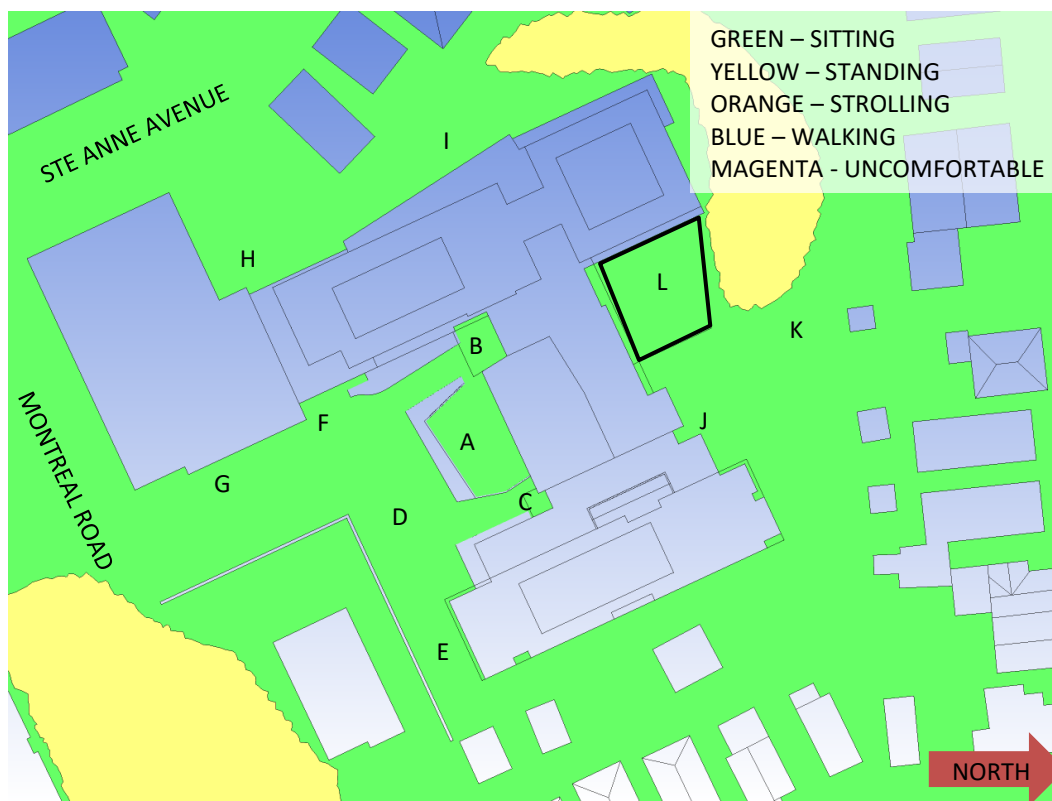 GREEN – SITTING
YELLOW – STANDING
ORANGE – STROLLING
BLUE – WALKING
MAGENTA - UNCOMFORTABLE
STE ANNE AVENUE
I
H
L
K
B
MONTREAL ROAD
F
J
A
G
C
D
E
NORTH